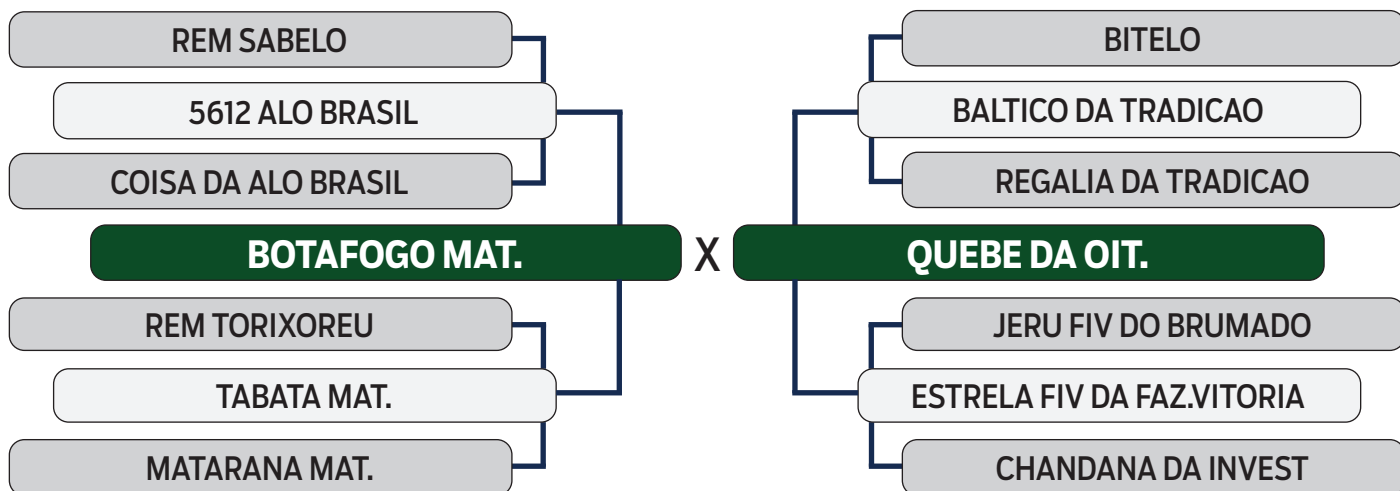 REM SABELO
5612 ALO BRASIL
COISA DA ALO BRASIL
BOTAFOGO MAT.
REM TORIXOREU
TABATA MAT.
MATARANA MAT.
X
BITELO
BALTICO DA TRADICAO
REGALIA DA TRADICAO
QUEBE DA OIT.
JERU FIV DO BRUMADO
ESTRELA FIV DA FAZ.VITORIA
CHANDANA DA INVEST